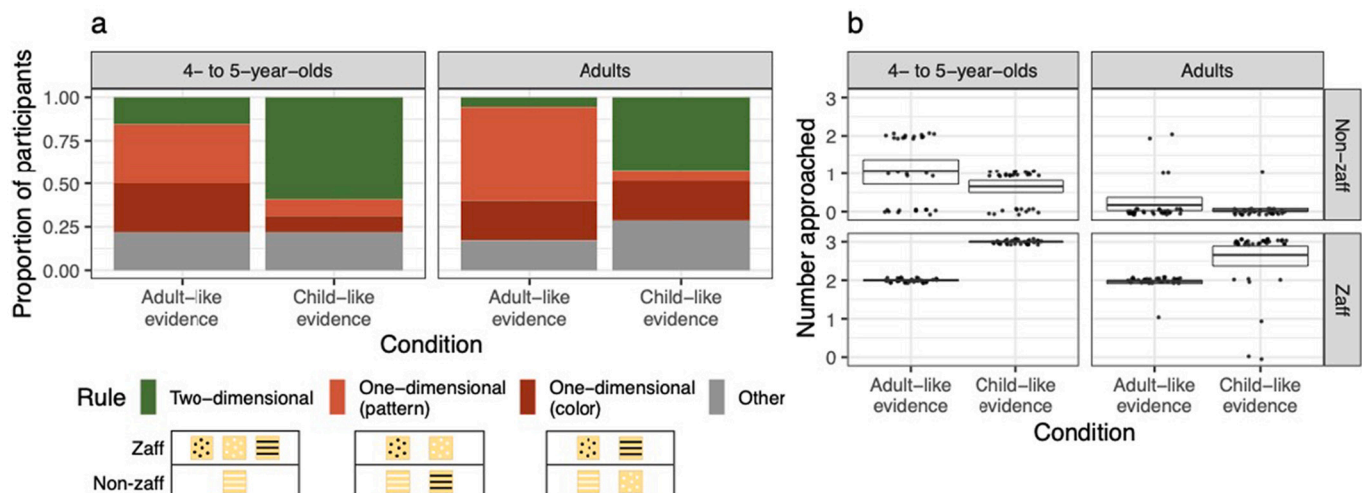 a
4- to 5-year-olds
Adults
Proportion of participants
1.00
0.75
0.50
0.25
0.00
Adult-like
evidence
Child-like
evidence
Adult-like
evidence
Child-like
evidence
Condition
Rule
Two-dimensional
One-dimensional
(pattern)
One-dimensional
(color)
Other
Zaff
Non-zaff
b
4- to 5-year-olds
Adults
Number approached
3
2
1
0
Non-zaff
3
2
1
0
Zaff
Adult-like
evidence
Child-like
evidence
Adult-like
evidence
Child-like
evidence
Condition